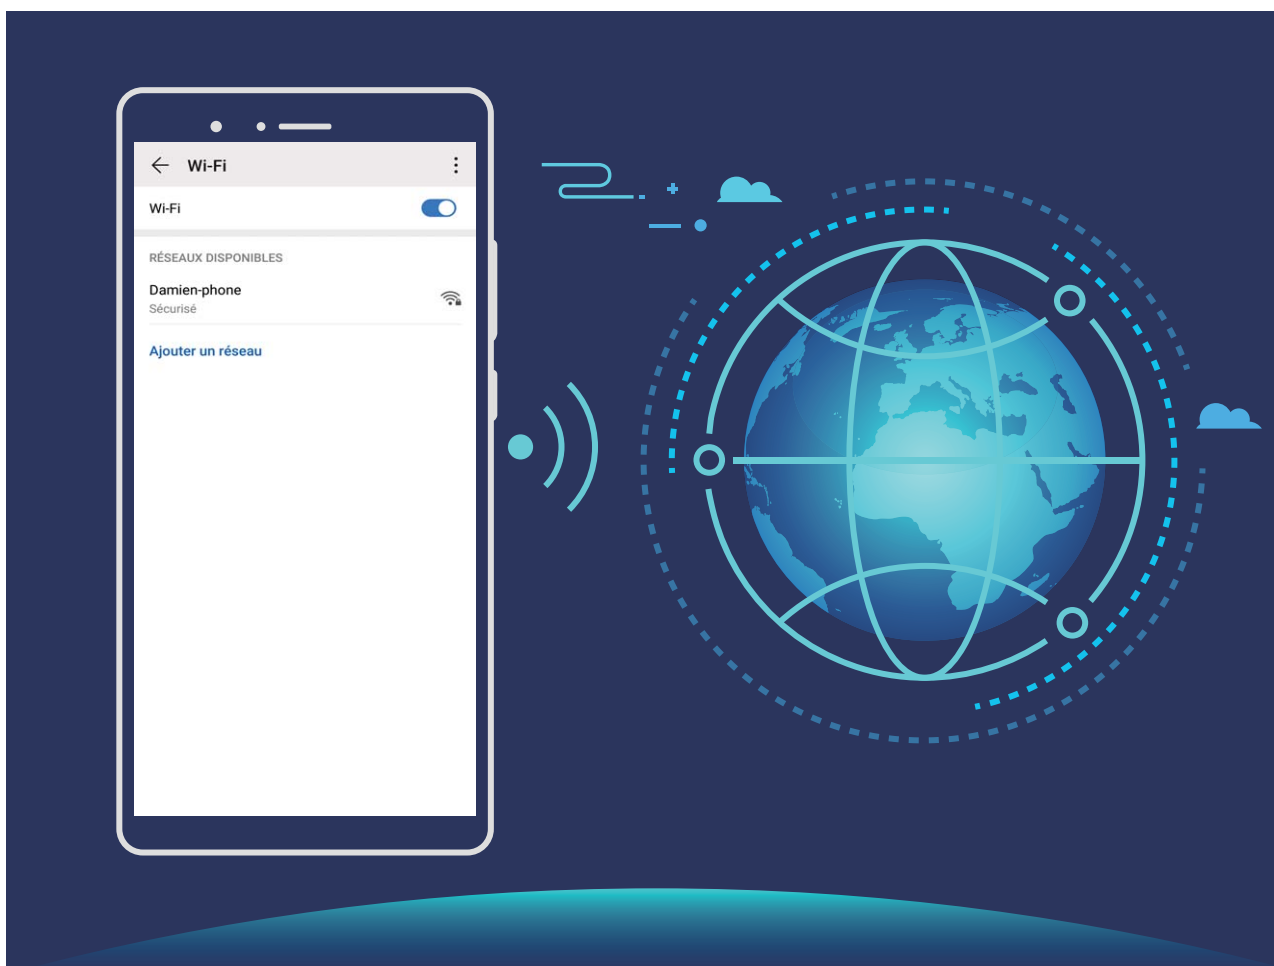 Wi-Fi
Wi-Fi
RÉSEAUX DISPONIBLES
Damien-phone
Sécurisé
Ajouter un réseau